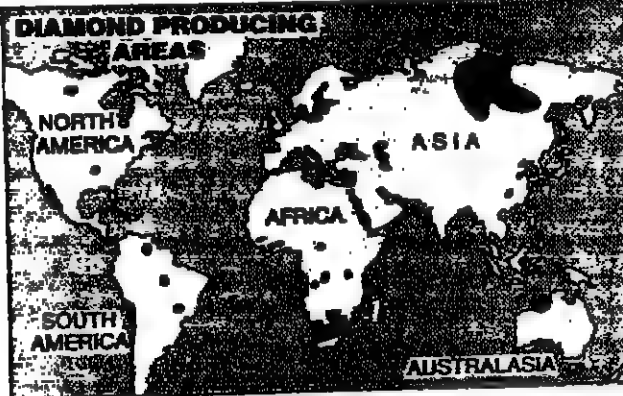 DIAMOND PRODUCING
AREAS
NORTH
AMERICA
ASIA
AFRICA
SOUTH
AMERICA
AUSTRALASIA